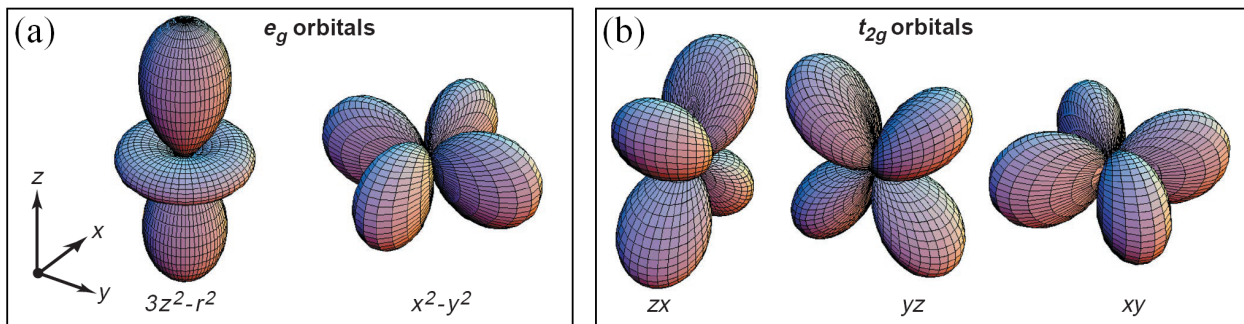 (a)
e_g orbitals
z
x
y
3z²-r²
x²-y²
(b)
t_2g orbitals
zx
yz
xy